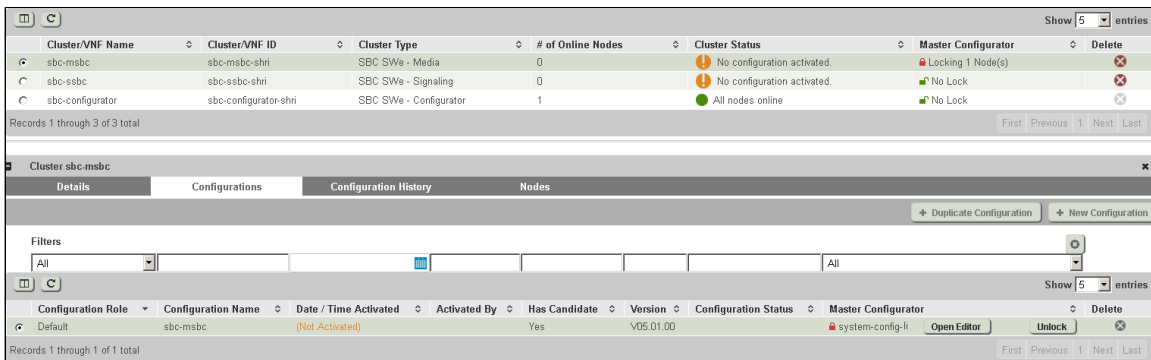 Show 5 entries
Cluster/VNF Name Cluster/VNF ID Cluster Type # of Online Nodes Cluster Status Master Configurator Delete
sbc-msbc sbc-msbc-shri SBC SWe - Media 0 No configuration activated. Locking 1 Node(s)
sbc-ssbc sbc-ssbc-shri SBC SWe - Signaling 0 No configuration activated. No Lock
sbc-configurator sbc-configurator-shri SBC SWe - Configurator 1 All nodes online No Lock
Records 1 through 3 of 3 total First Previous 1 Next Last
Cluster sbc-msbc
Details Configurations Configuration History Nodes
+ Duplicate Configuration + New Configuration
Filters
All All
Show 5 entries
Configuration Role Configuration Name Date / Time Activated Activated By Has Candidate Version Configuration Status Master Configurator Delete
Default sbc-msbc (Not Activated) Yes V05.01.00 system-config-li Open Editor Unlock
Records 1 through 1 of 1 total First Previous 1 Next Last